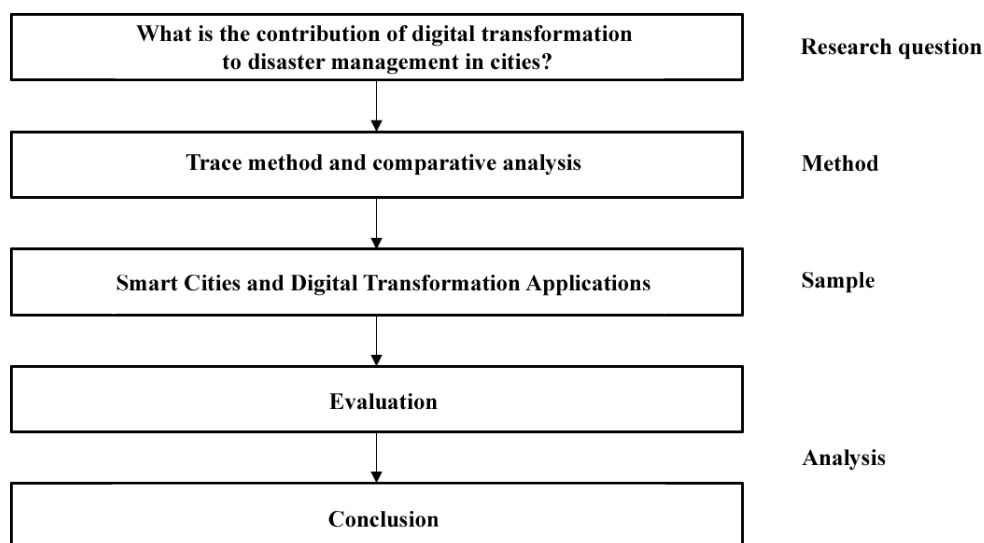 What is the contribution of digital transformation
to disaster management in cities?
Research question
Trace method and comparative analysis
Method
Smart Cities and Digital Transformation Applications
Sample
Evaluation
Analysis
Conclusion